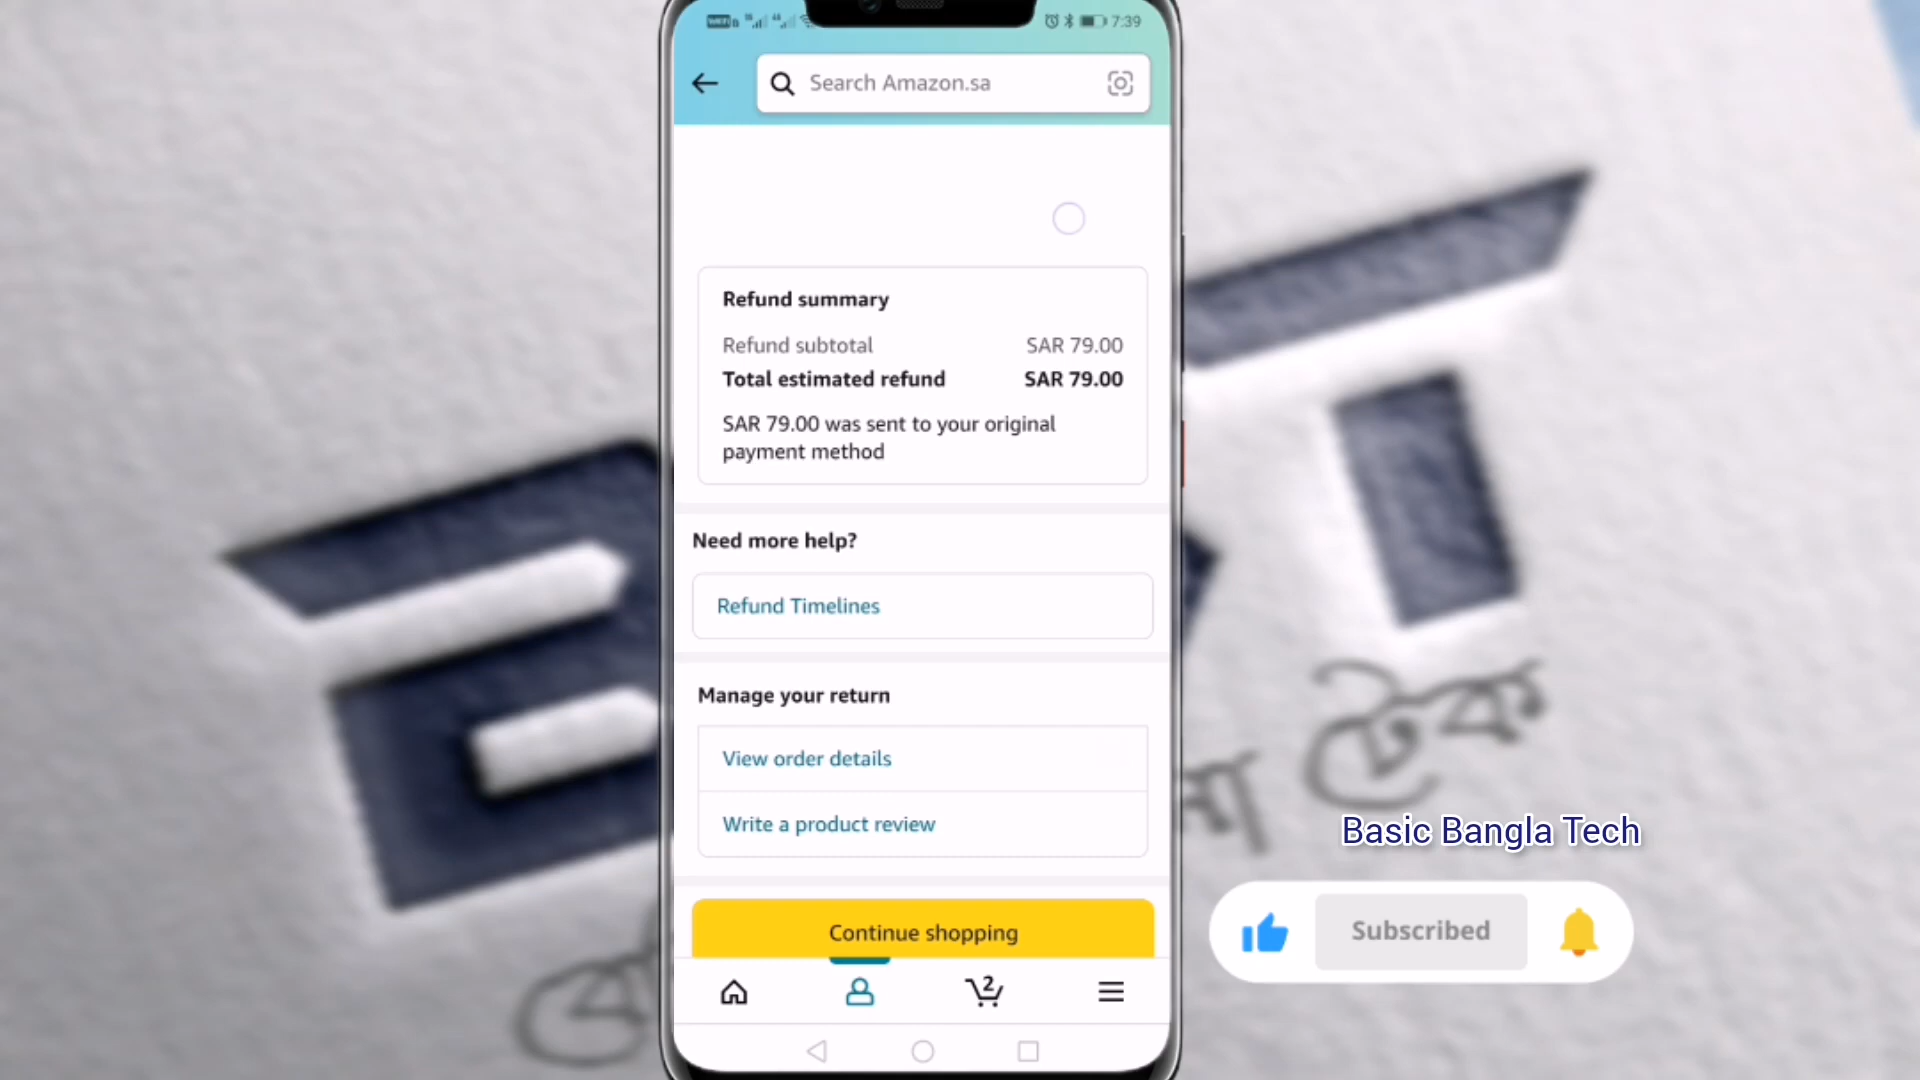 7:39
Search Amazon.sa
Refund summary
Refund subtotal SAR 79.00
Total estimated refund SAR 79.00
SAR 79.00 was sent to your original
payment method
Need more help?
Refund Timelines
Manage your return
View order details
Write a product review
Continue shopping
2
টেক
Basic Bangla Tech
Subscribed